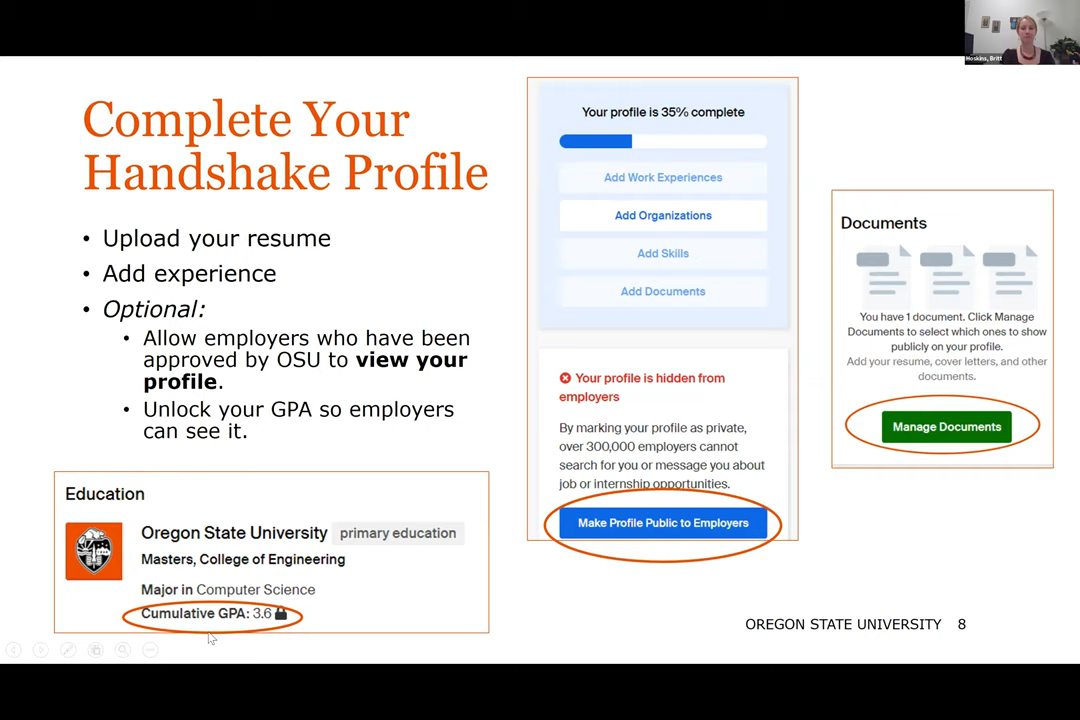 Hoskins, Britt
Complete Your
Handshake Profile
• Upload your resume
• Add experience
• Optional:
• Allow employers who have been
approved by OSU to view your
profile.
• Unlock your GPA so employers
can see it.
Education
Oregon State University primary education
Masters, College of Engineering
Major in Computer Science
Cumulative GPA: 3.6
Your profile is 35% complete
Add Work Experiences
Add Organizations
Add Skills
Add Documents
Your profile is hidden from
employers
By marking your profile as private,
over 300,000 employers cannot
search for you or message you about
job or internship opportunities.
Make Profile Public to Employers
Documents
You have 1 document. Click Manage
Documents to select which ones to show
publicly on your profile.
Add your resume, cover letters, and other
documents.
Manage Documents
OREGON STATE UNIVERSITY 8